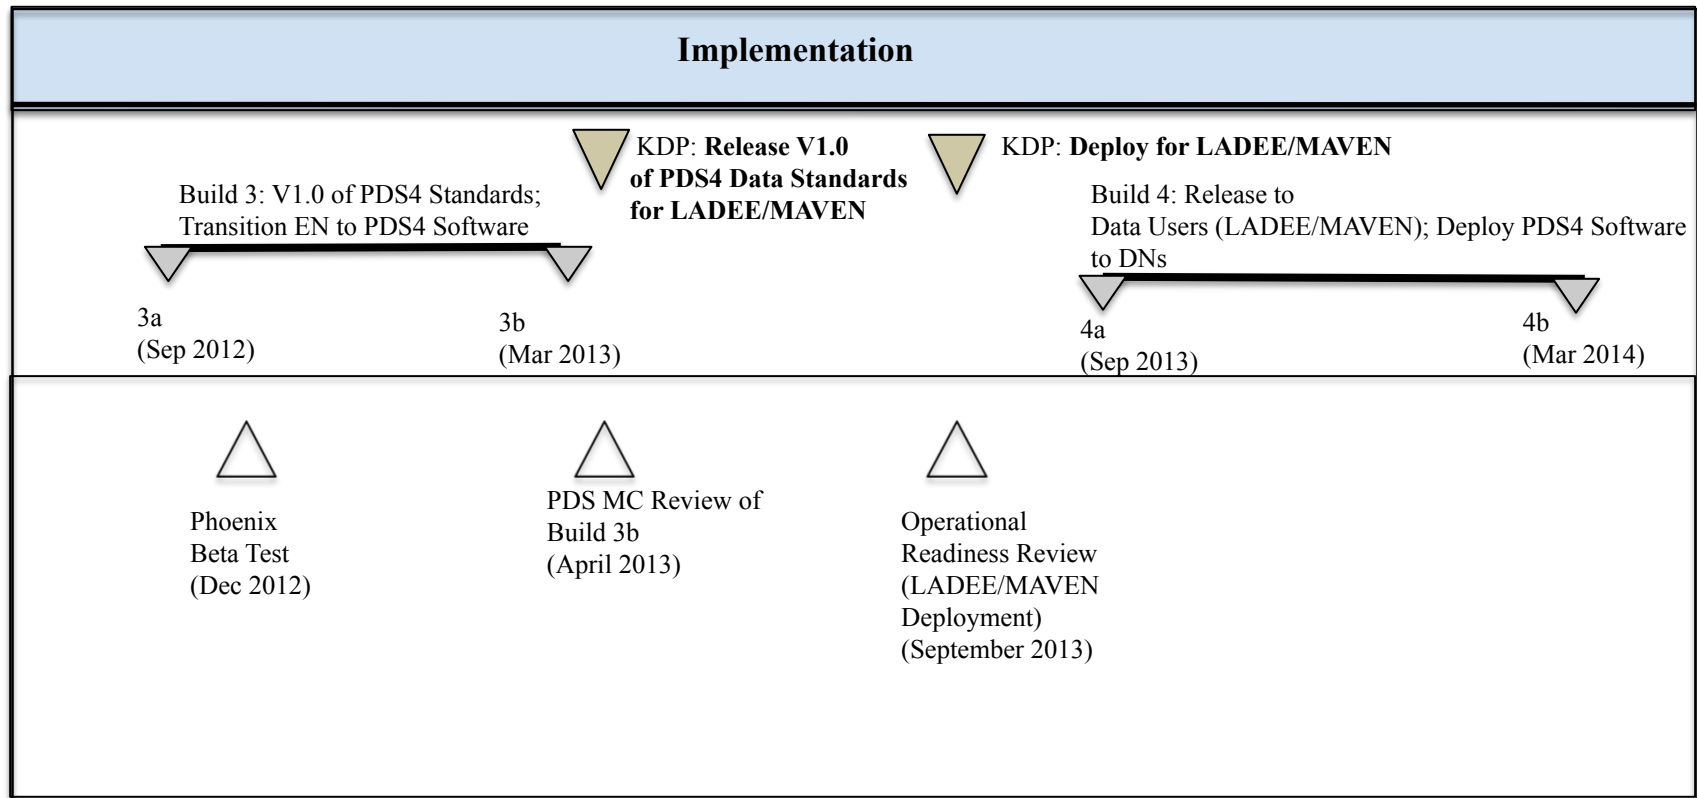 Implementation
KDP: Release V1.0
of PDS4 Data Standards
for LADEE/MAVEN
KDP: Deploy for LADEE/MAVEN
Build 3: V1.0 of PDS4 Standards;
Transition EN to PDS4 Software
Build 4: Release to
Data Users (LADEE/MAVEN); Deploy PDS4 Software
to DNs
3a
(Sep 2012)
3b
(Mar 2013)
4a
(Sep 2013)
4b
(Mar 2014)
Phoenix
Beta Test
(Dec 2012)
PDS MC Review of
Build 3b
(April 2013)
Operational
Readiness Review
(LADEE/MAVEN
Deployment)
(September 2013)